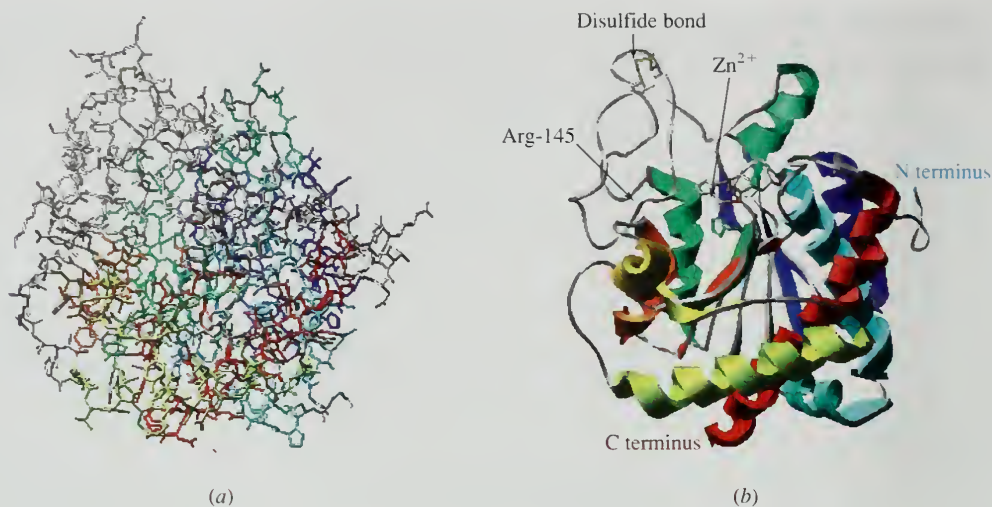 Disulfide bond
Zn²⁺
Arg-145
N terminus
C terminus
(a)
(b)